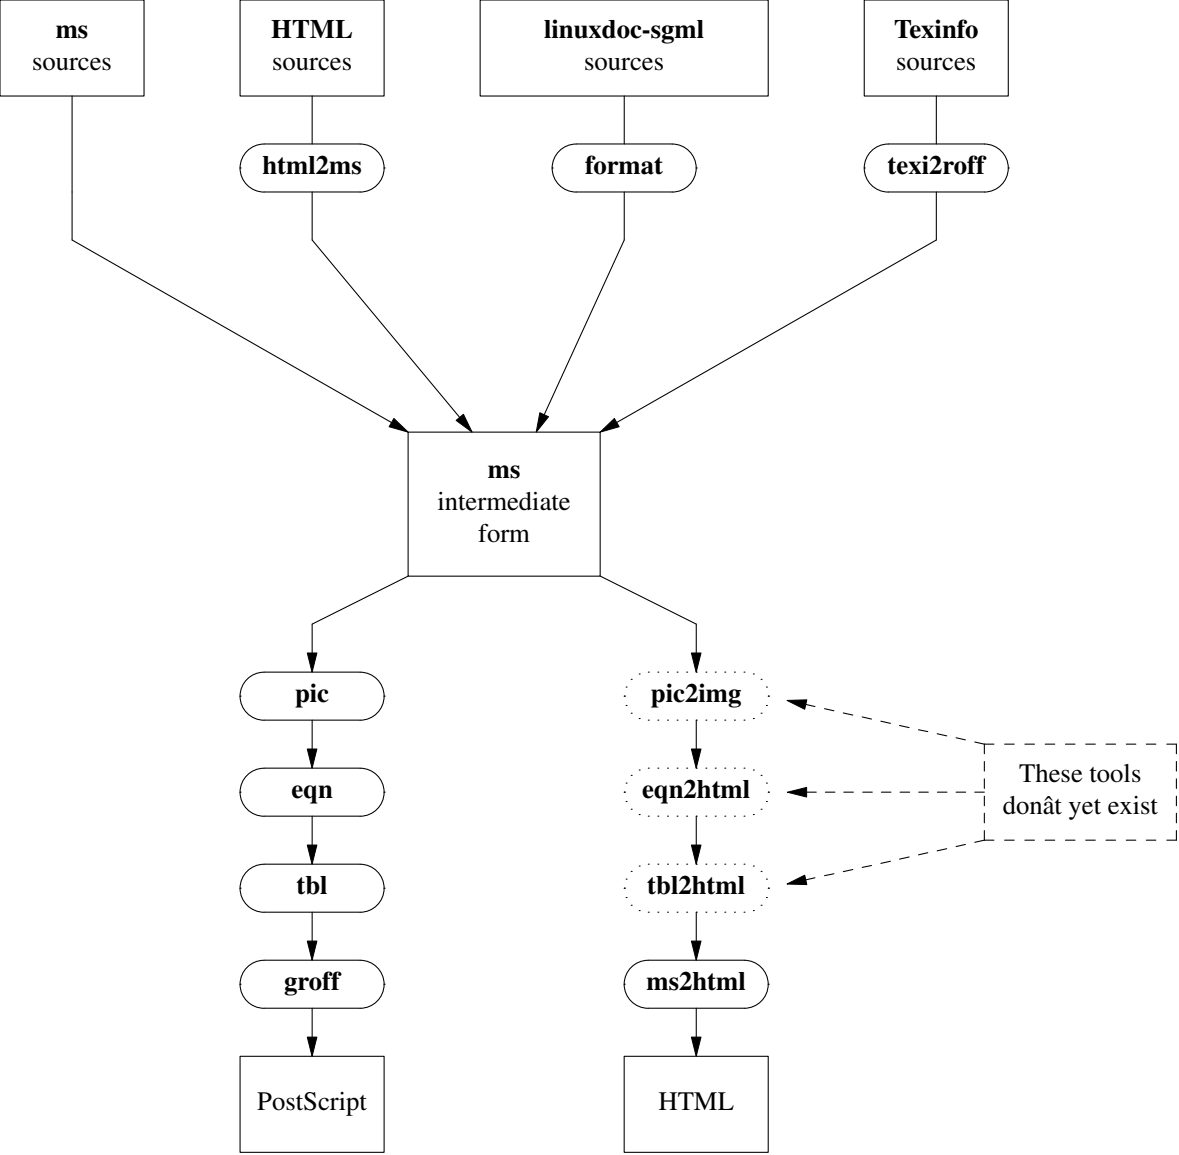 ms
sources
HTML
sources
linuxdoc-sgml
sources
Texinfo
sources
html2ms
format
texi2roff
ms
intermediate
form
pic
pic2img
eqn
eqn2html
These tools
donât yet exist
tbl
tbl2html
groff
ms2html
PostScript
HTML